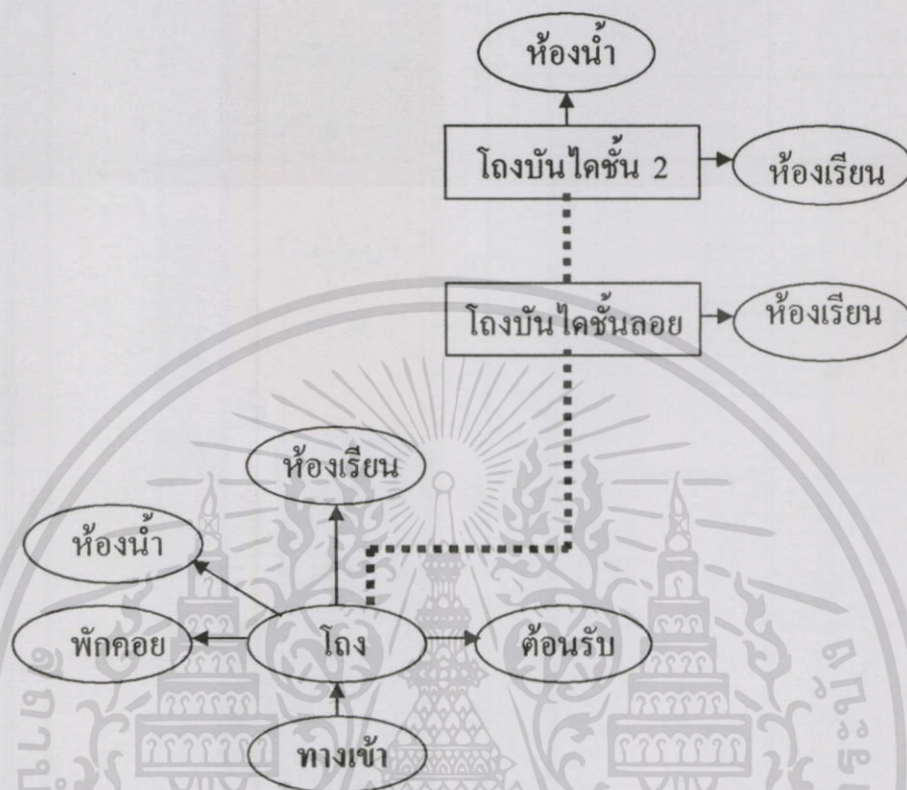 ห้องน้ำ
โถงบันไดชั้น 2
ห้องเรียน
โถงบันไดชั้นลอย
ห้องเรียน
ห้องเรียน
ห้องน้ำ
พักคอย
โถง
ต้อนรับ
ทางเข้า